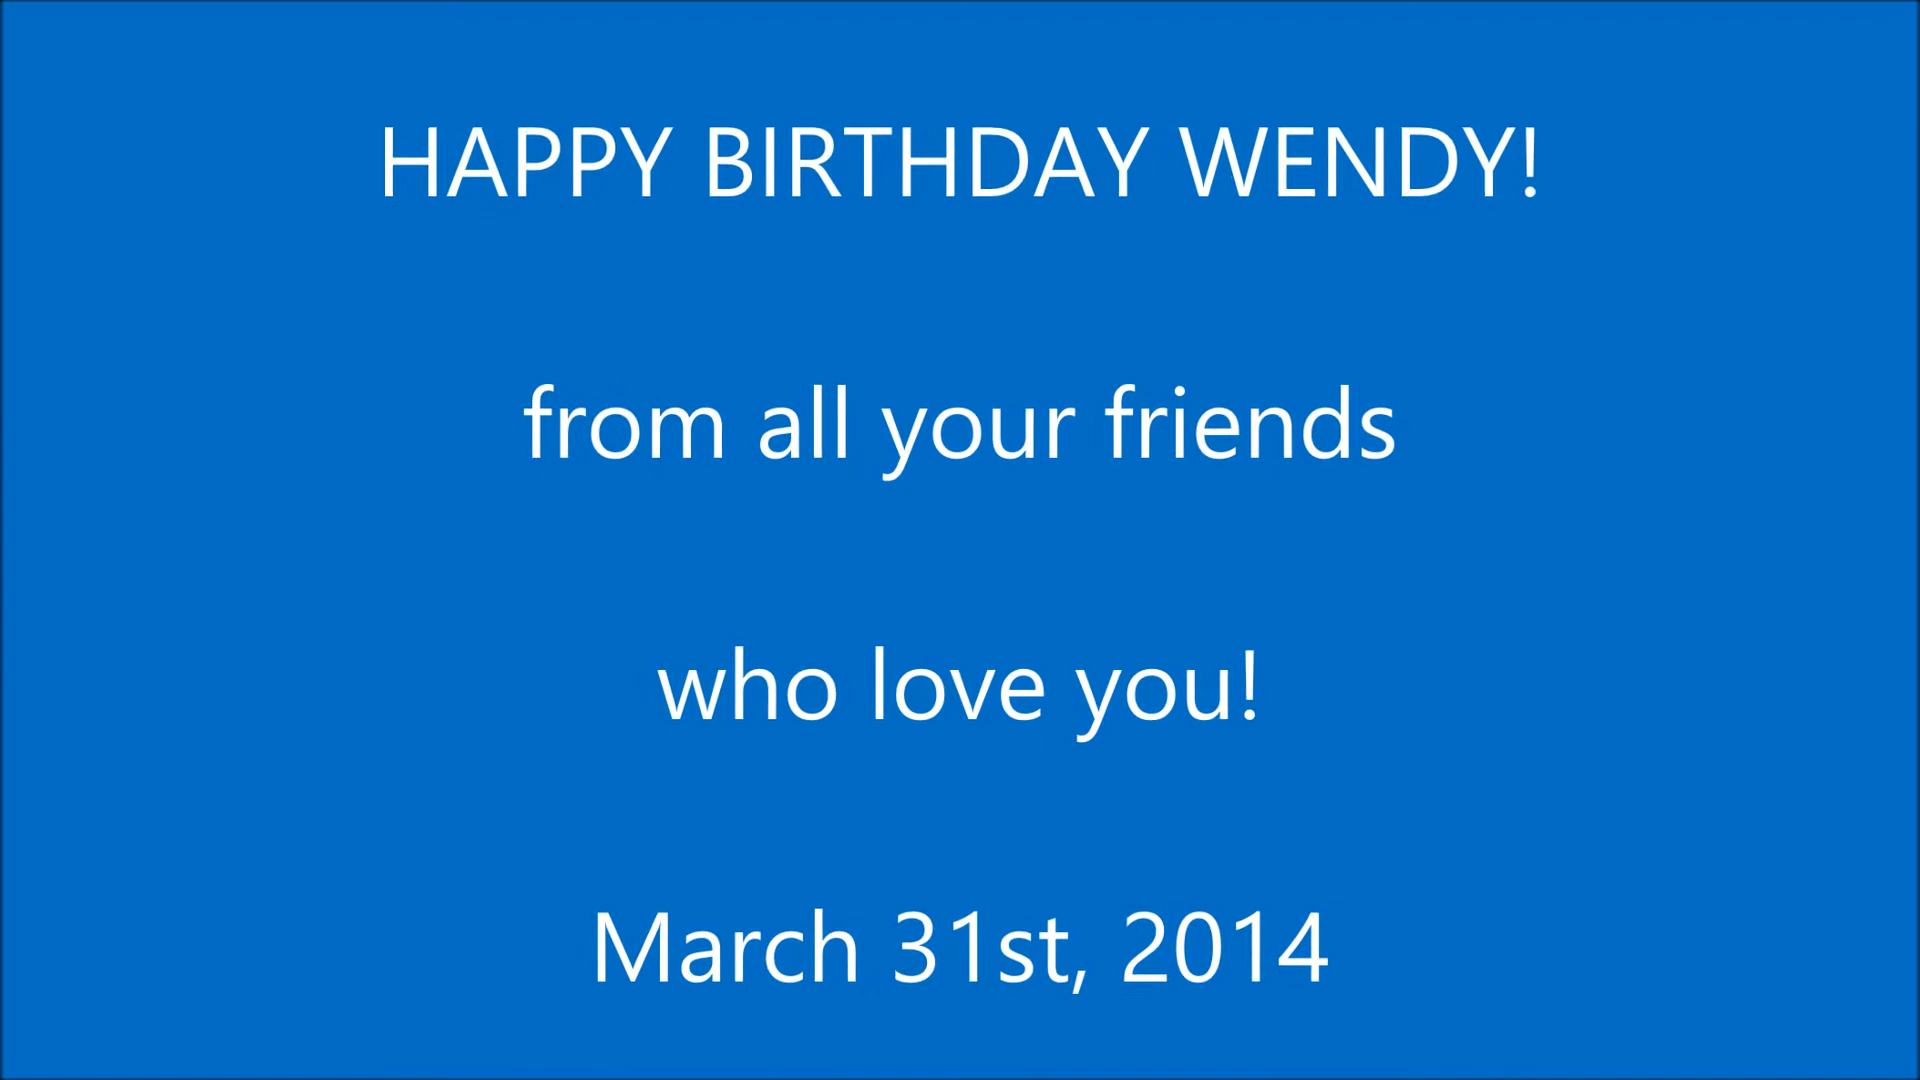 HAPPY BIRTHDAY WENDY!
from all your friends
who love you!
March 31st, 2014